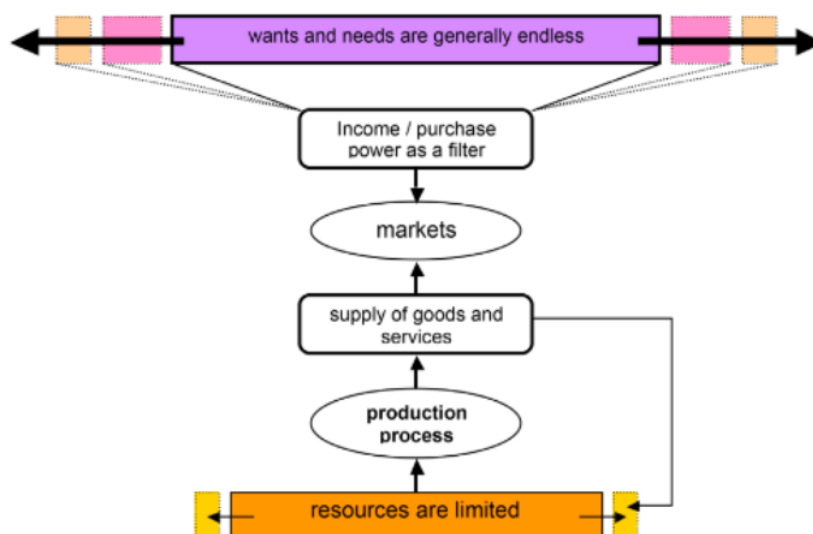 wants and needs are generally endless
Income / purchase
power as a filter
markets
supply of goods and
services
production
process
resources are limited